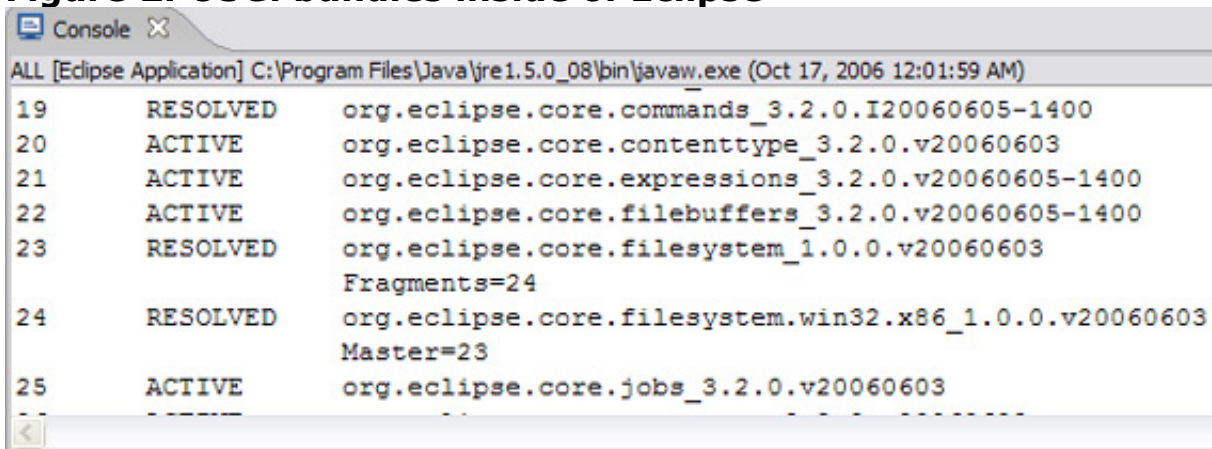 Console
ALL [Eclipse Application] C:\Program Files\Java\jre1.5.0_08\bin\javaw.exe (Oct 17, 2006 12:01:59 AM)
19 RESOLVED org.eclipse.core.commands_3.2.0.I20060605-1400
20 ACTIVE org.eclipse.core.contenttype_3.2.0.v20060603
21 ACTIVE org.eclipse.core.expressions_3.2.0.v20060605-1400
22 ACTIVE org.eclipse.core.filebuffers_3.2.0.v20060605-1400
23 RESOLVED org.eclipse.core.filesystem_1.0.0.v20060603
Fragments=24
24 RESOLVED org.eclipse.core.filesystem.win32.x86_1.0.0.v20060603
Master=23
25 ACTIVE org.eclipse.core.jobs_3.2.0.v20060603